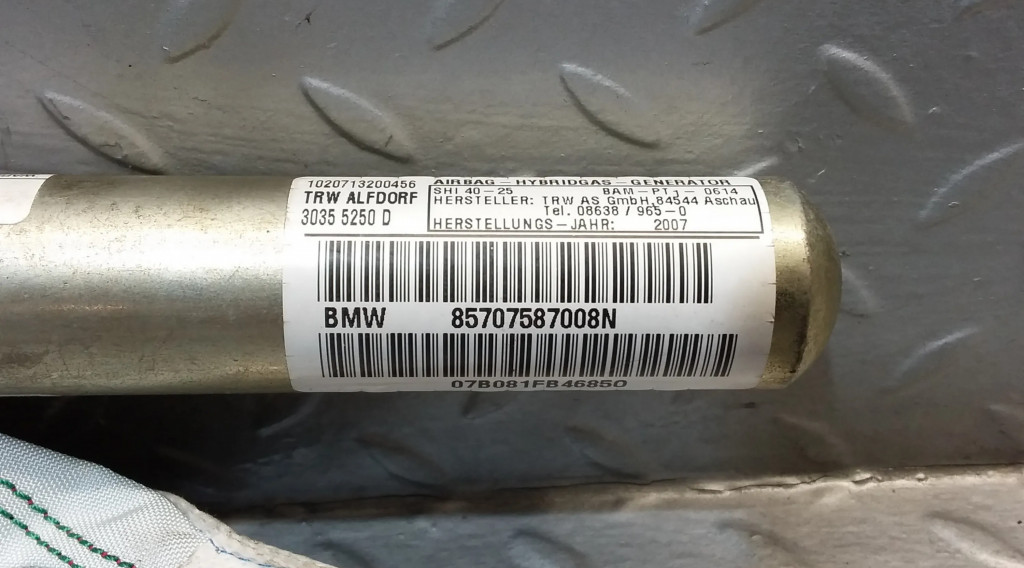 1020713200456
TRW ALFDORF
3035 5250 D
AIRBAG - HYBRIDGAS - GENERATOR
SHI 40-25 BAM-PT1-0614
HERSTELLER: TRW AS GmbH,84544 Aschau
Tel. 08638 / 965-0
HERSTELLUNGS-JAHR: 2007
BMW 85707587008N
07B081FB46850